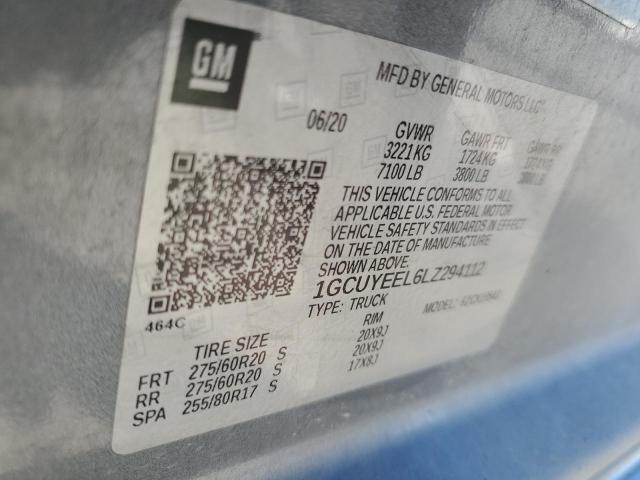 GM
MFD BY GENERAL MOTORS LLC
06/20
GVWR GAWR FRT GAWR RR
3221 KG 1724 KG
7100 LB 3800 LB
THIS VEHICLE CONFORMS TO ALL
APPLICABLE U.S. FEDERAL MOTOR
VEHICLE SAFETY STANDARDS IN EFFECT
ON THE DATE OF MANUFACTURE
SHOWN ABOVE.
1GCUYEEL6LZ294112
TYPE: TRUCK MODEL:
464C
TIRE SIZE RIM
FRT 275/60R20 S 20X9J
RR 275/60R20 S 20X9J
SPA 255/80R17 S 17X8J